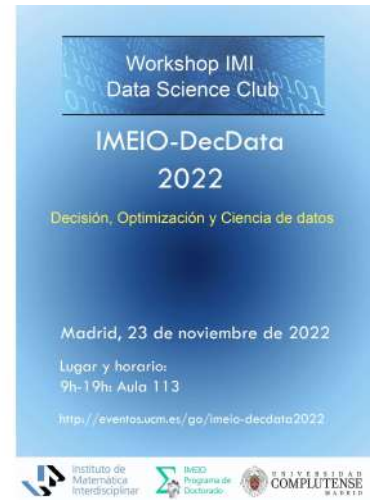 Workshop IMI
Data Science Club
IMEIO-DecData
2022
Decisión, Optimización y Ciencia de datos
Madrid, 23 de noviembre de 2022
Lugar y horario:
9h-19h: Aula 113
http://eventos.ucm.es/go/imeio-decdata2022
Instituto de
Matemática
Interdisciplinar
IMEIO
Programa de
Doctorado
UNIVERSIDAD
COMPLUTENSE
MADRID